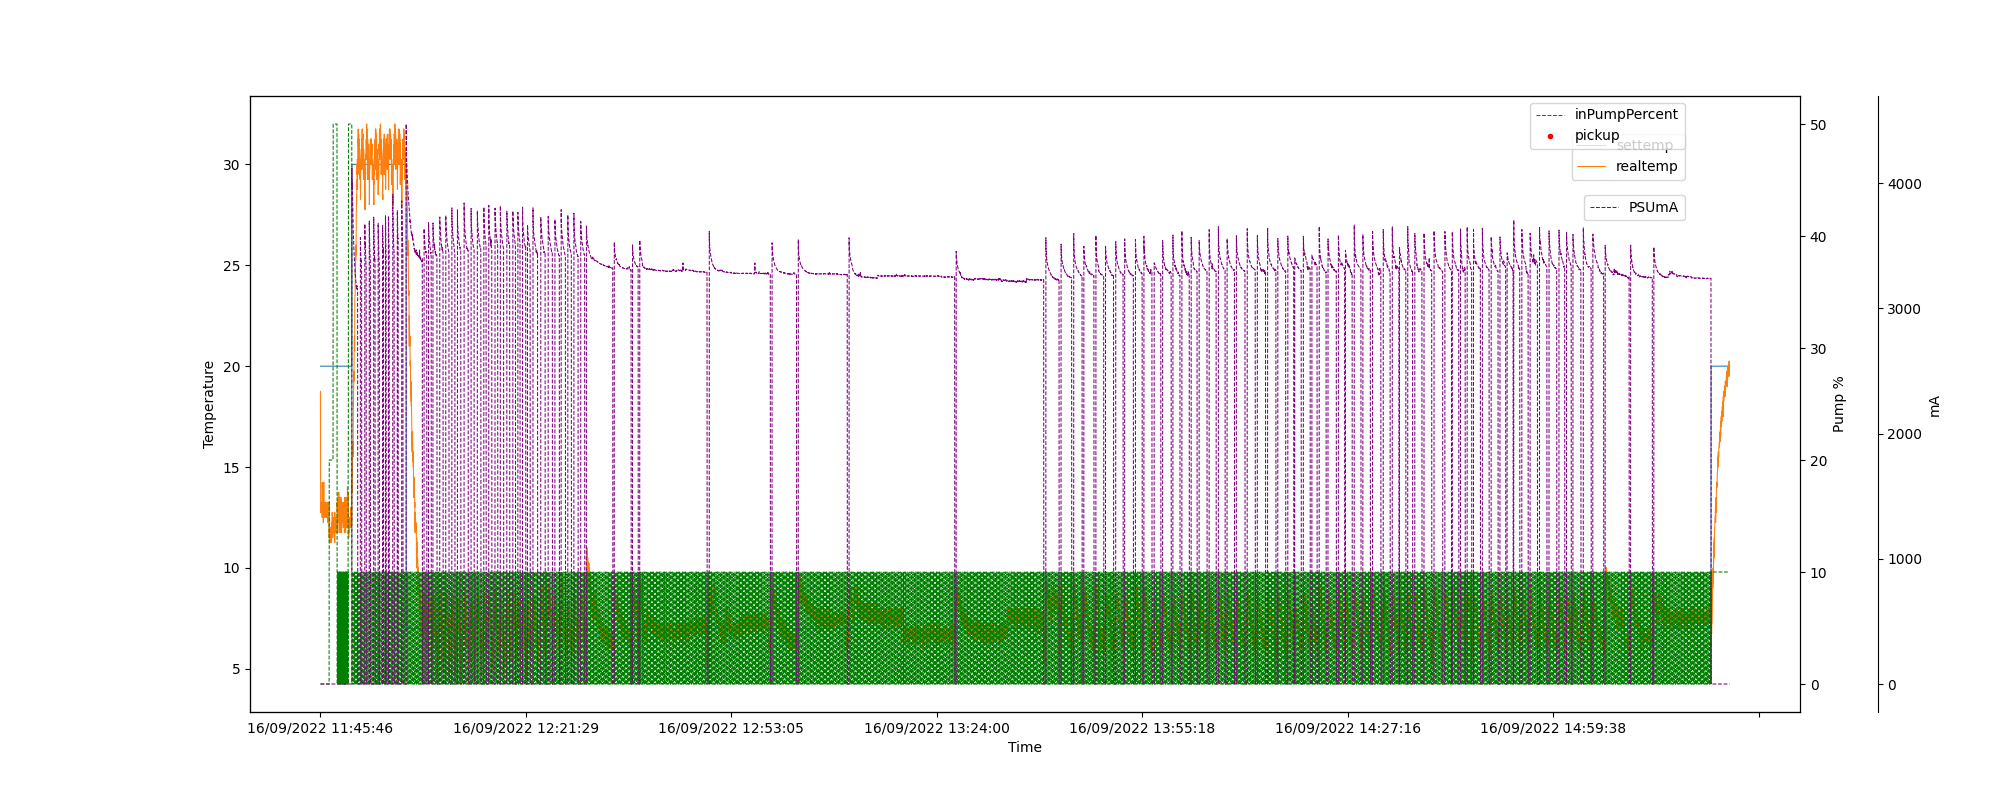 inPumpPercent
pickup
settemp
realtemp
PSUmA
30
25
20
15
10
5
Temperature
50
40
30
20
10
0
Pump %
4000
3000
2000
1000
0
mA
16/09/2022 11:45:46
16/09/2022 12:21:29
16/09/2022 12:53:05
16/09/2022 13:24:00
16/09/2022 13:55:18
16/09/2022 14:27:16
16/09/2022 14:59:38
Time